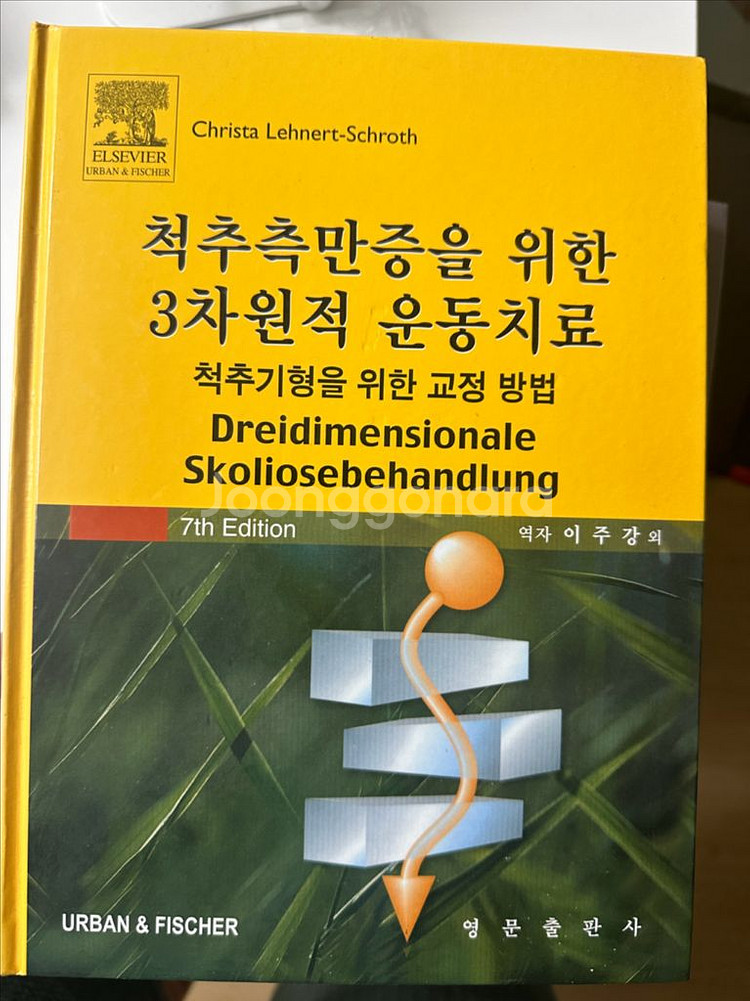 ELSEVIER
URBAN & FISCHER
Christa Lehnert-Schroth
척추측만증을 위한
3차원적 운동치료
척추기형을 위한 교정 방법
Dreidimensionale
Skoliosebehandlung
Joonggonara
7th Edition
역자 이주강 외
URBAN & FISCHER
영문출판사